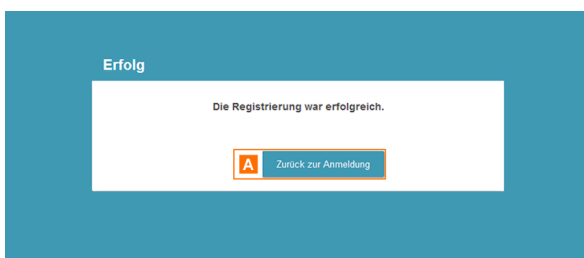 Erfolg
Die Registrierung war erfolgreich.
A Zurück zur Anmeldung